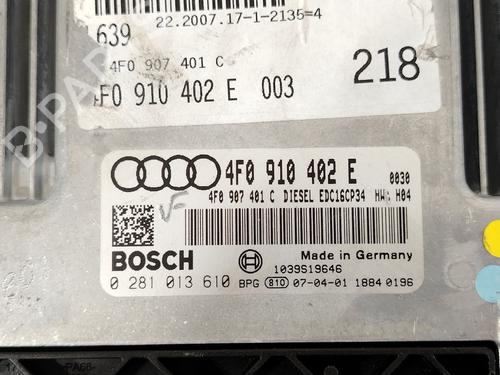 22.2007.17-1-2135=4
639
4F0 907 401 C
4F0 910 402 E 003
218
4F0 910 402 E 0030
4F0 907 401 C DIESEL EDC16CP34 HW: H04
BOSCH
Made in Germany
1039S19646
0 281 013 610 BPG 810 07-04-01 1884 0196
B-PARTS
-PA66-